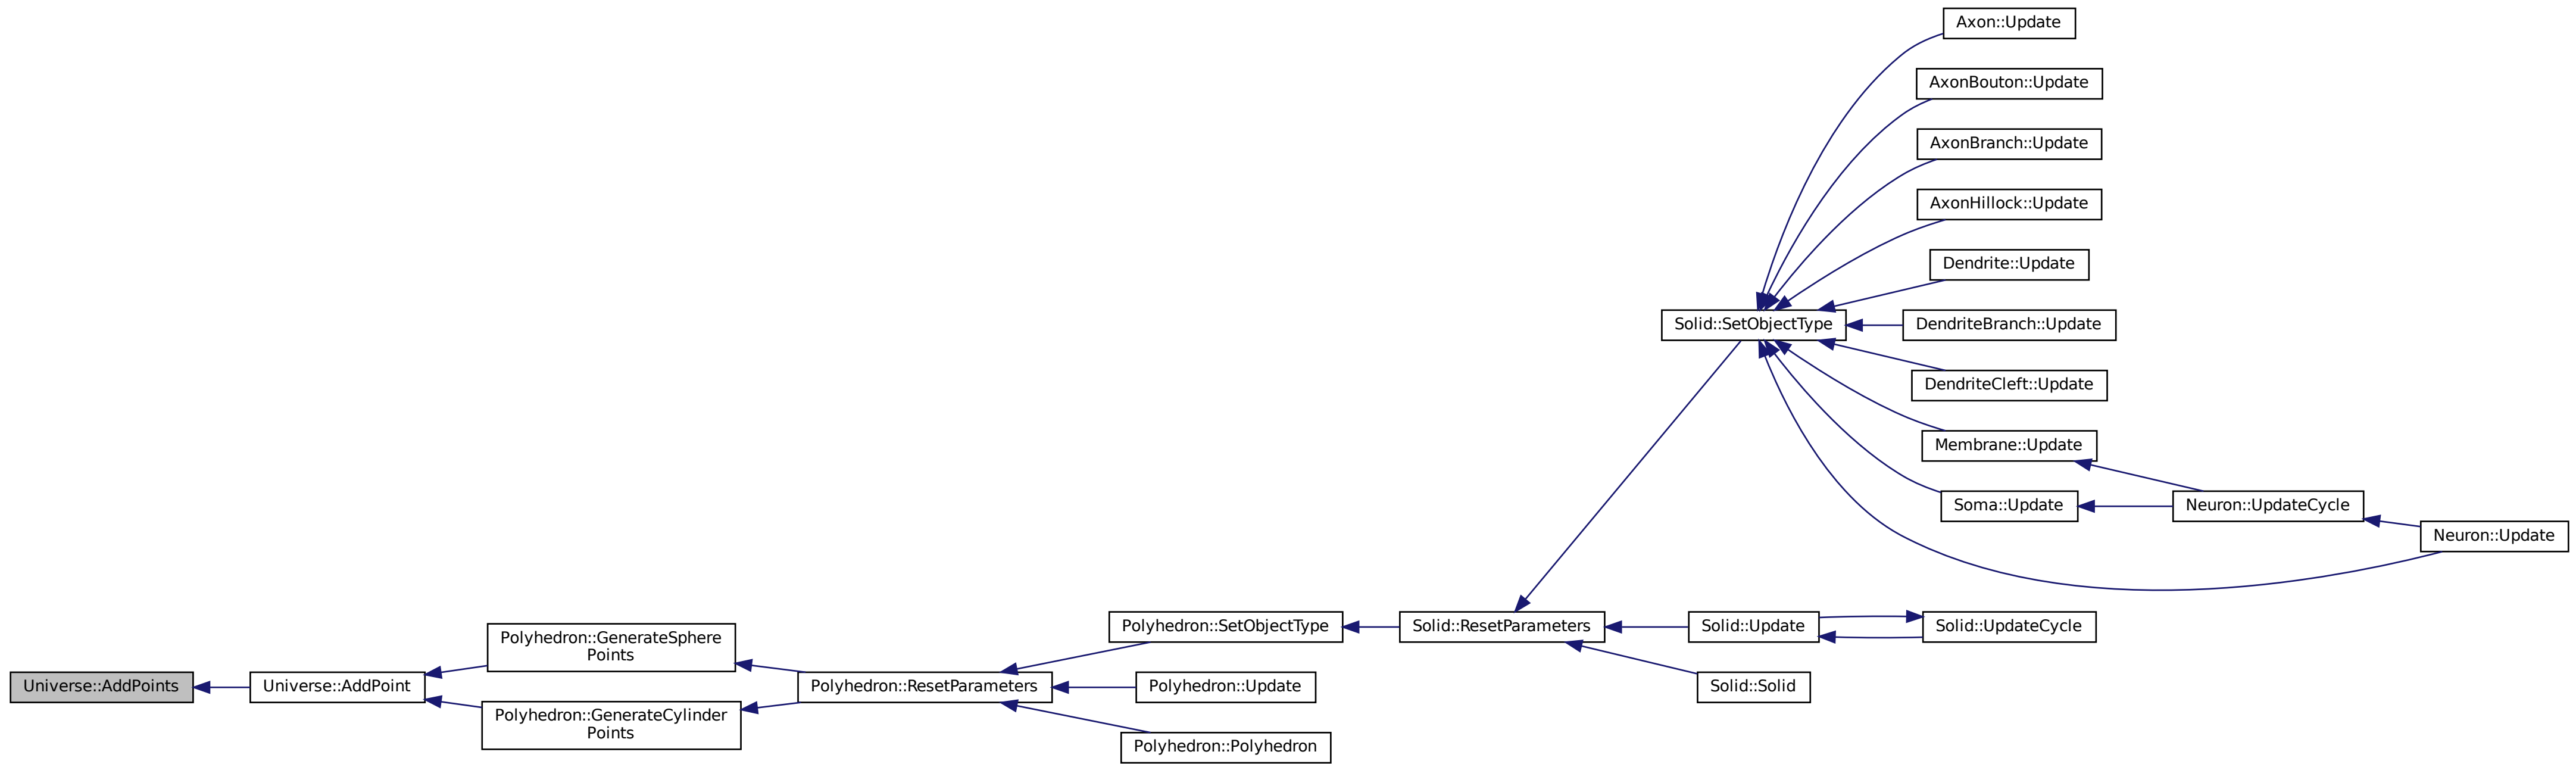 Axon::Update
AxonBouton::Update
AxonBranch::Update
AxonHillock::Update
Dendrite::Update
Solid::SetObjectType
DendriteBranch::Update
DendriteCleft::Update
Membrane::Update
Soma::Update
Neuron::UpdateCycle
Neuron::Update
Polyhedron::GenerateSphere
Points
Polyhedron::SetObjectType
Solid::ResetParameters
Solid::Update
Solid::UpdateCycle
Universe::AddPoints
Universe::AddPoint
Polyhedron::ResetParameters
Polyhedron::Update
Solid::Solid
Polyhedron::GenerateCylinder
Points
Polyhedron::Polyhedron